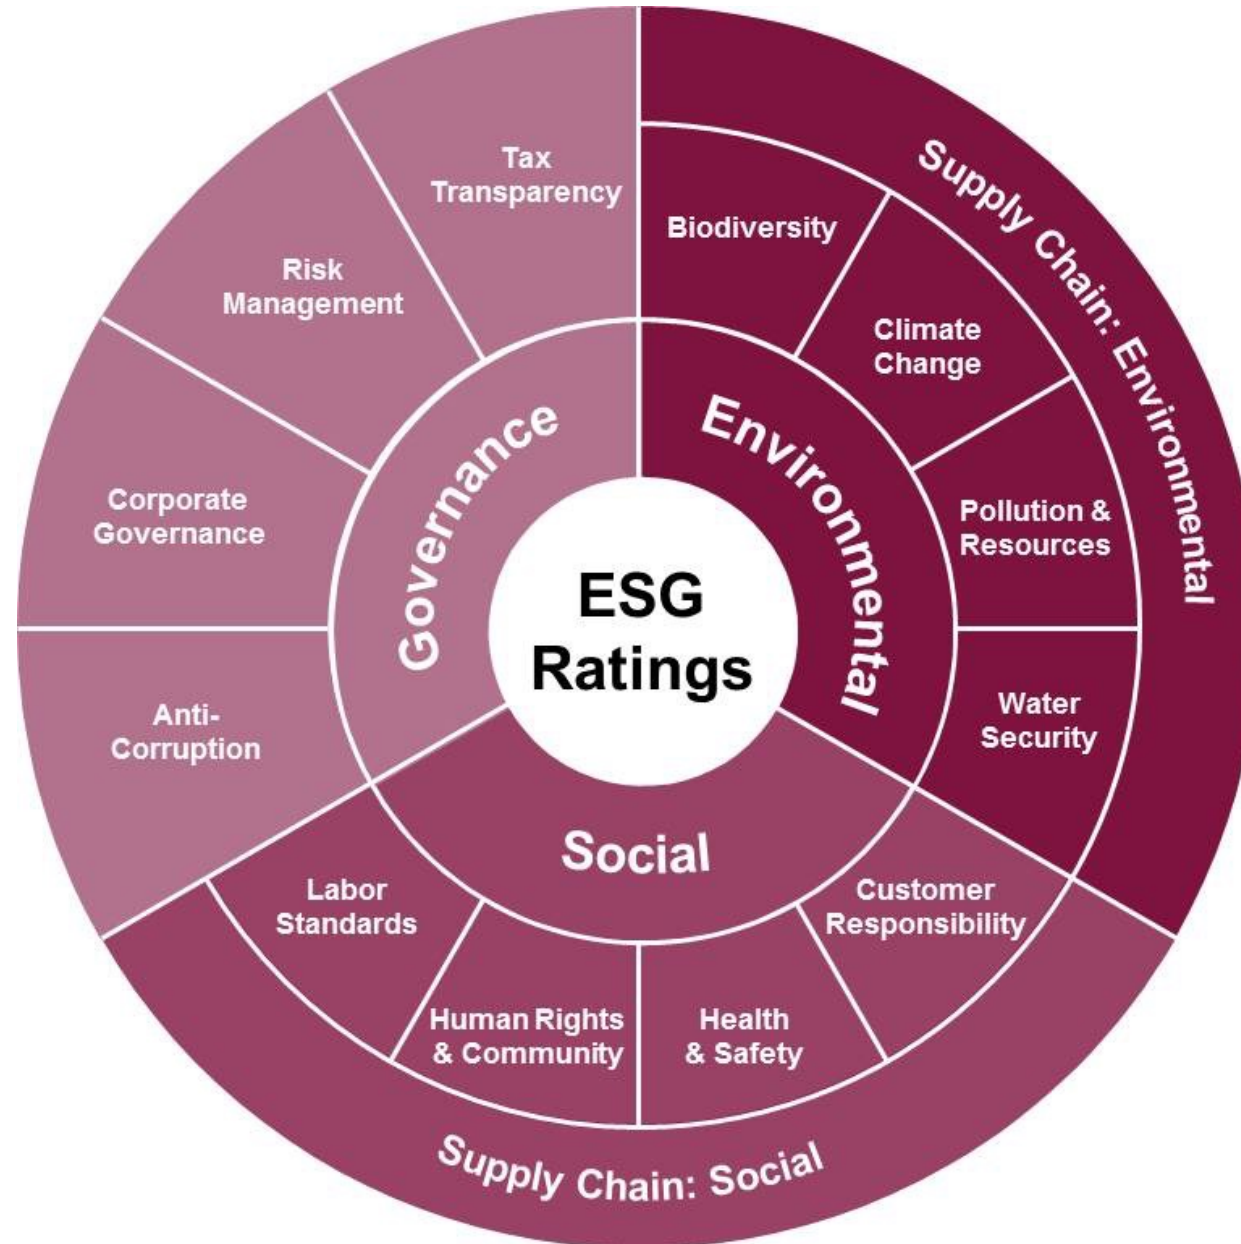 ESG
Ratings
Environmental
Biodiversity
Climate
Change
Pollution &
Resources
Water
Security
Supply Chain: Environmental
Social
Customer
Responsibility
Health
& Safety
Human Rights
& Community
Labor
Standards
Supply Chain: Social
Governance
Anti-
Corruption
Corporate
Governance
Risk
Management
Tax
Transparency